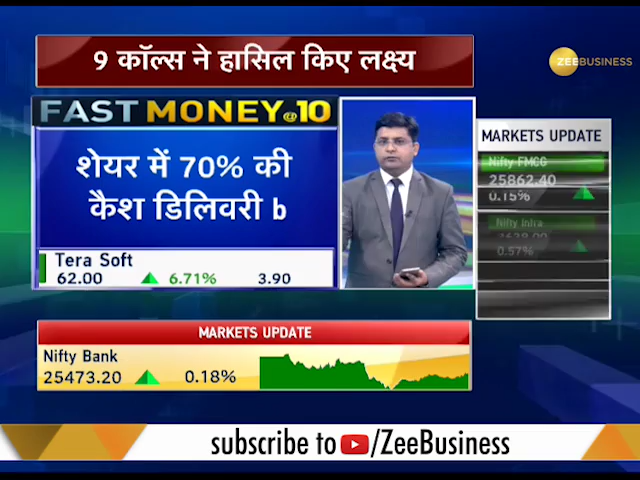 9 कॉल्स ने हासिल किए लक्ष्य
ZEEBUSINESS
FAST MONEY@10
शेयर में 70% की
कैश डिलिवरी b
Tera Soft
62.00 6.71% 3.90
MARKETS UPDATE
Nifty FMCG
25862.40
0.15%
Nifty Infra
0.57%
MARKETS UPDATE
Nifty Bank
25473.20 0.18%
subscribe to /ZeeBusiness